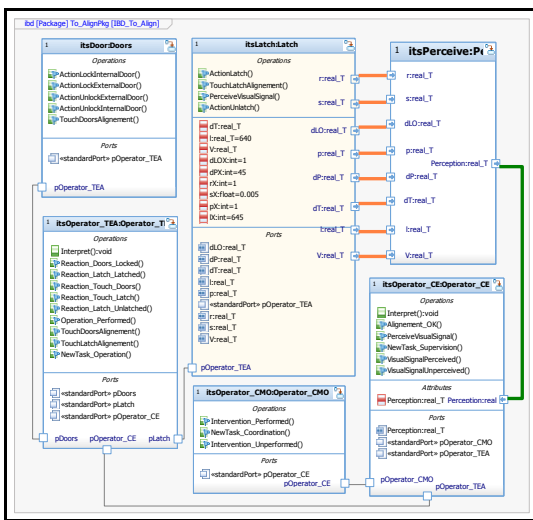 ibd [Package] To_AlignPkg [IBD_To_Align]
1 itsDoor:Doors
Operations
ActionLockInternalDoor()
ActionLockExternalDoor()
ActionUnlockExternalDoor()
ActionUnlockInternalDoor()
TouchDoorsAlignement()
Ports
«standardPort» pOperator_TEA
pOperator_TEA
1 itsLatch:Latch
Operations
ActionLatch()
TouchLatchAlignement()
PerceiveVisualSignal()
ActionUnlatch()
dT:real_T
l:real_T=640
V:real_T
dLOX:int=1
dPX:int=45
rX:int=1
sX:float=0.005
pX:int=1
lX:int=645
Ports
dLO:real_T
dP:real_T
dT:real_T
l:real_T
p:real_T
«standardPort» pOperator_TEA
r:real_T
s:real_T
V:real_T
pOperator_TEA
r:real_T
s:real_T
dLO:real_T
p:real_T
dP:real_T
dT:real_T
l:real_T
V:real_T
1 itsPerceive:Pe
r:real_T
s:real_T
dLO:real_T
p:real_T
Perception:real_T
dP:real_T
dT:real_T
l:real_T
V:real_T
1 itsOperator_TEA:Operator_T
Operations
Interpret():void
Reaction_Doors_Locked()
Reaction_Latch_Latched()
Reaction_Touch_Doors()
Reaction_Touch_Latch()
Reaction_Latch_Unlatched()
Operation_Performed()
TouchDoorsAlignement()
TouchLatchAlignement()
NewTask_Operation()
Ports
«standardPort» pDoors
«standardPort» pLatch
«standardPort» pOperator_CE
pDoors pOperator_CE pLatch
1 itsOperator_CMO:Operator_CMO
Operations
Intervention_Performed()
NewTask_Coordination()
Intervention_Unperformed()
Ports
«standardPort» pOperator_CE
pOperator_CE
1 itsOperator_CE:Operator_CE
Operations
Interpret():void
Alignement_OK()
PerceiveVisualSignal()
NewTask_Supervision()
VisualSignalPerceived()
VisualSignalUnperceived()
Attributes
Perception:real_T Perception:real
Ports
Perception:real_T
«standardPort» pOperator_CMO
«standardPort» pOperator_TEA
pOperator_CMO
pOperator_TEA